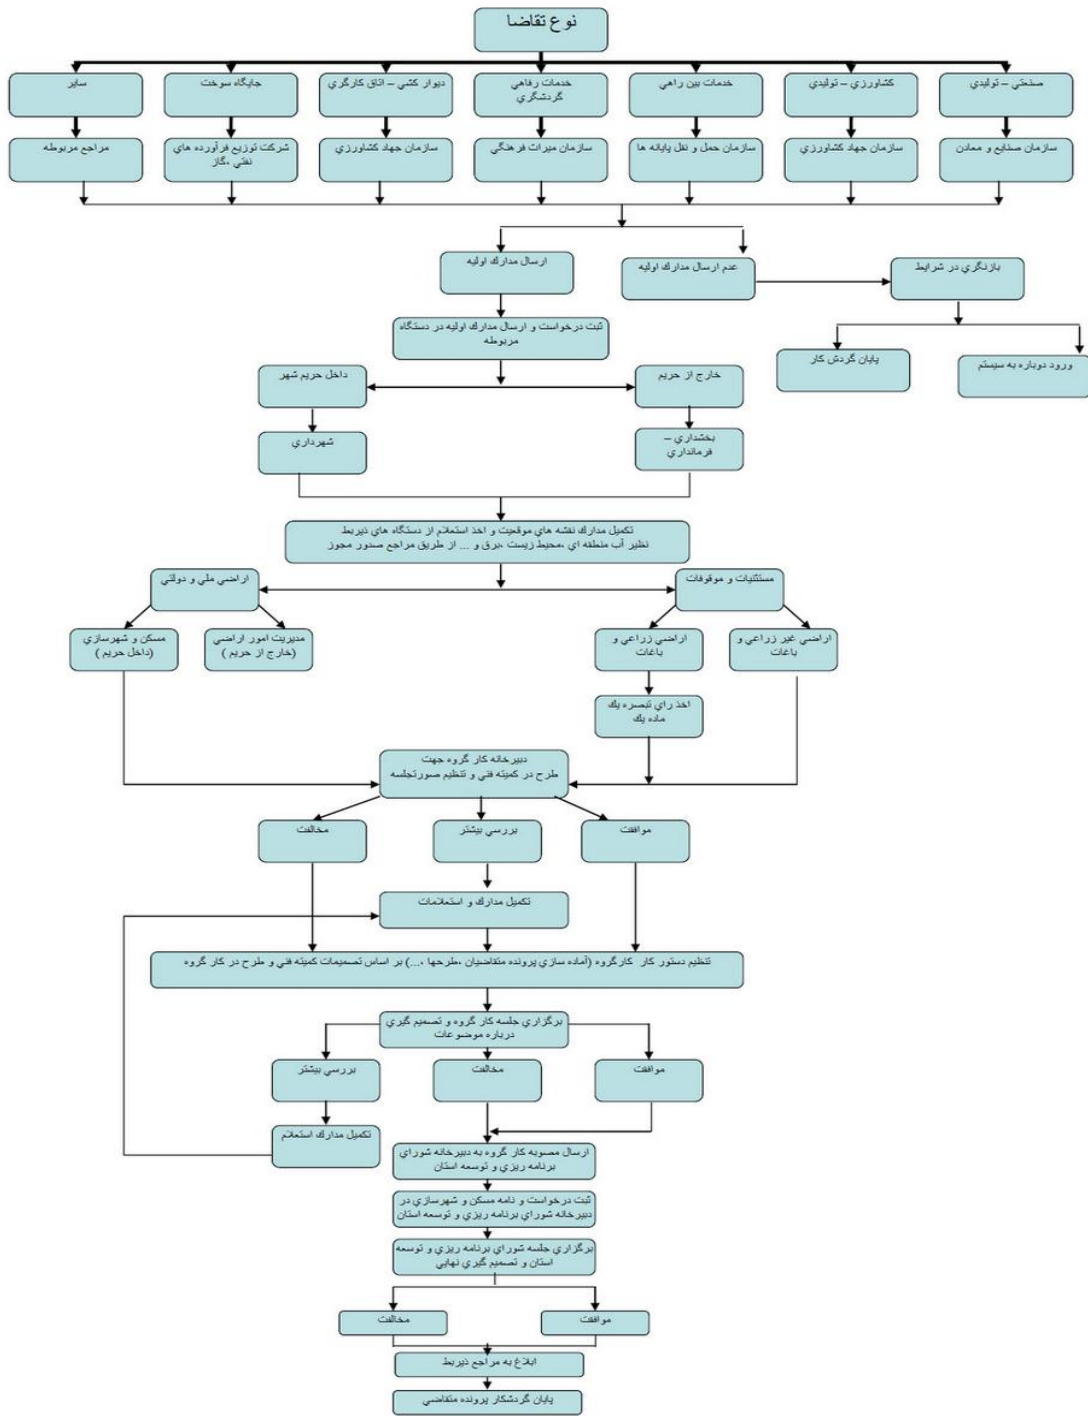 نوع تقاضا
صنعتي – توليدي
كشاورزي – توليدي
خدمات بين راهي
خدمات رفاهي
گردشگري
ديوار كشي – اتاق كارگري
جايگاه سوخت
ساير
سازمان صنايع و معادن
سازمان جهاد كشاورزي
سازمان حمل و نقل پايانه ها
سازمان ميراث فرهنگي
سازمان جهاد كشاورزي
شركت توزيع فرآورده هاي
نفتي ،گاز
مراجع مربوطه
ارسال مدارك اوليه
عدم ارسال مدارك اوليه
بازنگري در شرايط
ثبت درخواست و ارسال مدارك اوليه در دستگاه
مربوطه
پايان گردش كار
ورود دوباره به سيستم
خارج از حريم
داخل حريم شهر
بخشداري –
فرمانداري
شهرداري
تكميل مدارك نقشه هاي موقعيت و اخذ استعلام از دستگاه هاي ذيربط
نظير آب منطقه اي ،محيط زيست ،برق و ... از طريق مراجع صدور مجوز
مستثنيات و موقوفات
اراضي ملي و دولتي
اراضي غير زراعي و
باغات
اراضي زراعي و
باغات
مديريت امور اراضي
(خارج از حريم )
مسكن و شهرسازي
(داخل حريم )
اخذ راي تبصره يك
ماده يك
دبيرخانه كار گروه جهت
طرح در كميته فني و تنظيم صورتجلسه
موافقت
بررسي بيشتر
مخالفت
تكميل مدارك و استعلامات
تنظيم دستور كار كارگروه (آماده سازي پرونده متقاضيان ،طرحها ،...) بر اساس تصميمات كميته فني و طرح در كار گروه
برگزاري جلسه كار گروه و تصميم گيري
درباره موضوعات
موافقت
مخالفت
بررسي بيشتر
تكميل مدارك استعلام
ارسال مصوبه كار گروه به دبيرخانه شوراي
برنامه ريزي و توسعه استان
ثبت درخواست و نامه مسكن و شهرسازي در
دبيرخانه شوراي برنامه ريزي و توسعه استان
برگزاري جلسه شوراي برنامه ريزي و توسعه
استان و تصميم گيري نهايي
موافقت
مخالفت
ابلاغ به مراجع ذيربط
پايان گردشكار پرونده متقاضي